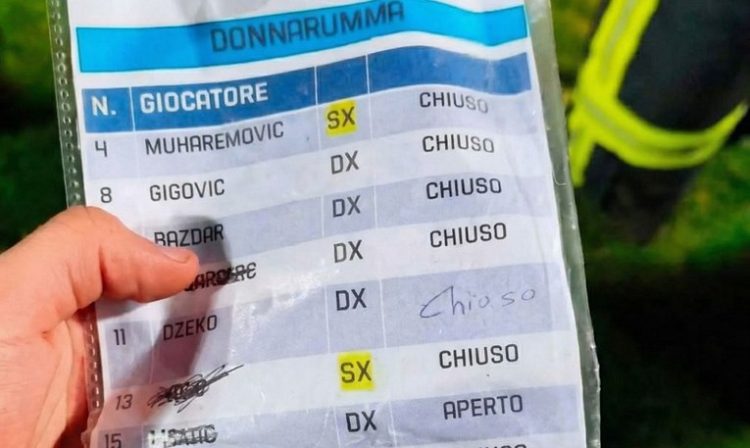 DONNARUMMA
N. GIOCATORE
4 MUHAREMOVIC SX CHIUSO
8 GIGOVIC DX CHIUSO
BAZDAR DX CHIUSO
DX CHIUSO
11 DZEKO DX Chioso
13 SX CHIUSO
15 DX APERTO
CHIUSO